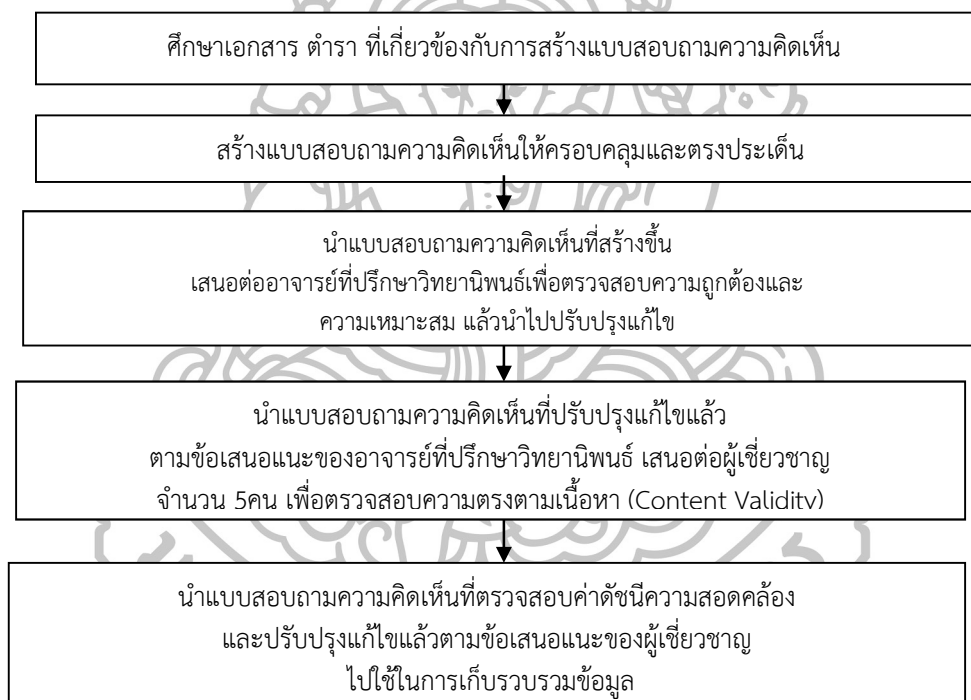 ศึกษาเอกสาร ตำรา ที่เกี่ยวข้องกับการสร้างแบบสอบถามความคิดเห็น
สร้างแบบสอบถามความคิดเห็นให้ครอบคลุมและตรงประเด็น
นำแบบสอบถามความคิดเห็นที่สร้างขึ้น
เสนอต่ออาจารย์ที่ปรึกษาวิทยานิพนธ์เพื่อตรวจสอบความถูกต้องและ
ความเหมาะสม แล้วนำไปปรับปรุงแก้ไข
นำแบบสอบถามความคิดเห็นที่ปรับปรุงแก้ไขแล้ว
ตามข้อเสนอแนะของอาจารย์ที่ปรึกษาวิทยานิพนธ์ เสนอต่อผู้เชี่ยวชาญ
จำนวน 5คน เพื่อตรวจสอบความตรงตามเนื้อหา (Content Validity)
นำแบบสอบถามความคิดเห็นที่ตรวจสอบค่าดัชนีความสอดคล้อง
และปรับปรุงแก้ไขแล้วตามข้อเสนอแนะของผู้เชี่ยวชาญ
ไปใช้ในการเก็บรวบรวมข้อมูล